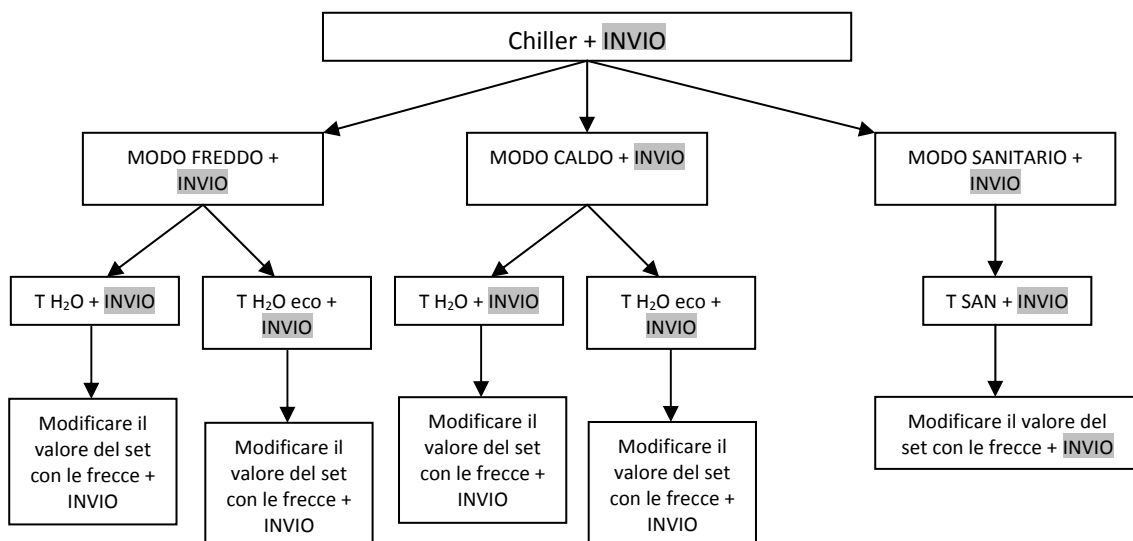 Chiller + INVIO
MODO FREDDO +
INVIO
MODO CALDO + INVIO
MODO SANITARIO +
INVIO
T H₂O + INVIO
T H₂O eco +
INVIO
T H₂O + INVIO
T H₂O eco +
INVIO
T SAN + INVIO
Modificare il
valore del set
con le frecce +
INVIO
Modificare il
valore del set
con le frecce +
INVIO
Modificare il
valore del set
con le frecce +
INVIO
Modificare il
valore del set
con le frecce +
INVIO
Modificare il valore del
set con le frecce + INVIO